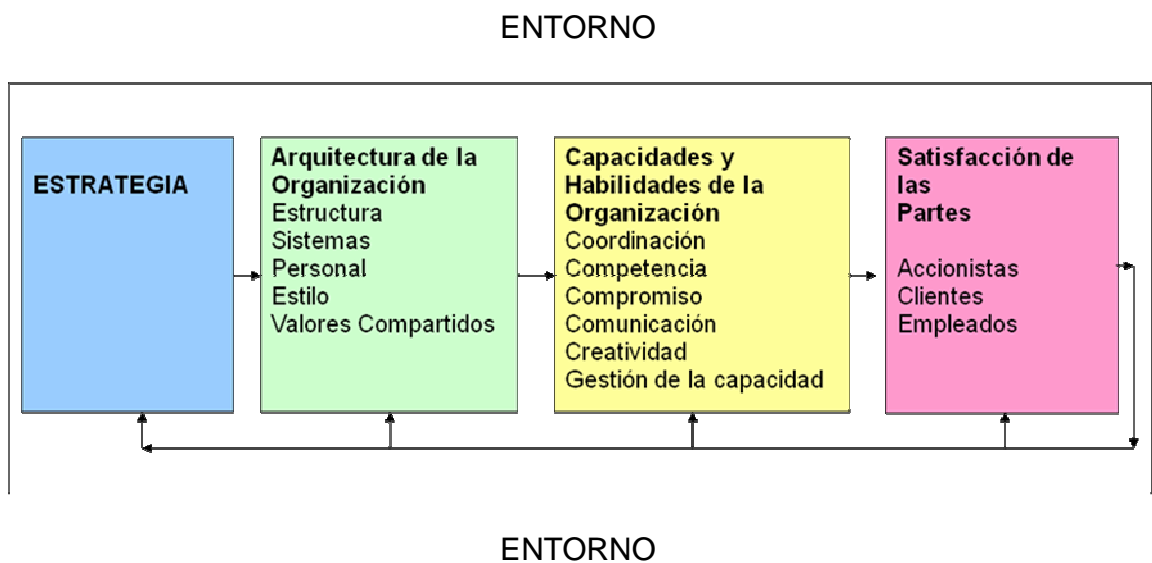 ENTORNO
ESTRATEGIA
Arquitectura de la
Organización
Estructura
Sistemas
Personal
Estilo
Valores Compartidos
Capacidades y
Habilidades de la
Organización
Coordinación
Competencia
Compromiso
Comunicación
Creatividad
Gestión de la capacidad
Satisfacción de
las
Partes
Accionistas
Clientes
Empleados
ENTORNO